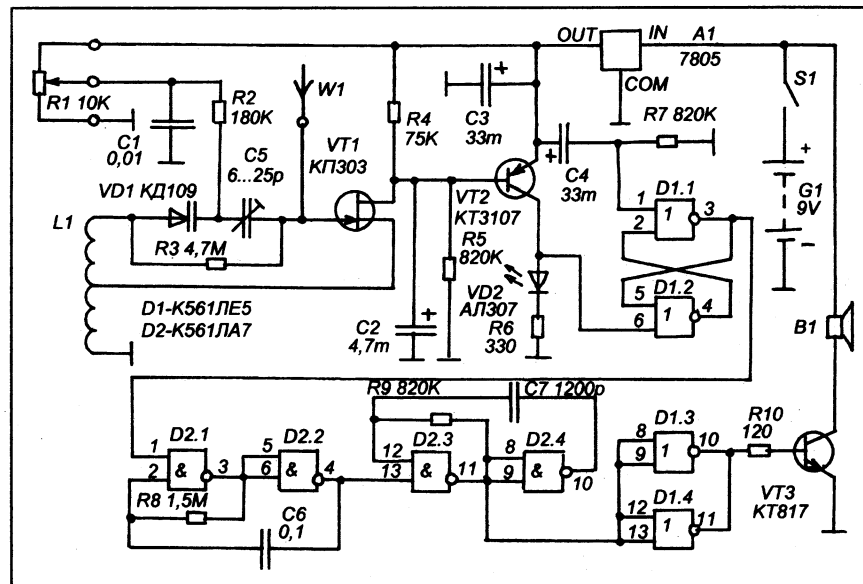 OUT
IN
A1
7805
COM
S1
R1 10K
R2
180K
W1
R4
75K
C3
33m
+
R7 820K
C1
0,01
C5
6...25p
VT1
КП303
VT2
КТ3107
+
C4
33m
D1.1
1
2
1
3
+
G1
9V
−
VD1 КД109
L1
R3 4,7M
R5
820K
VD2
АЛ307
D1.2
5
6
1
4
D1-К561ЛЕ5
D2-К561ЛА7
C2
4,7m
+
R6
330
B1
R9 820K
C7 1200p
D2.1
1
2
&
3
D2.2
5
6
&
4
D2.3
12
13
&
11
D2.4
8
9
&
10
D1.3
8
9
1
10
R10
120
R8 1,5M
C6
0,1
D1.4
12
13
1
11
VT3
КТ817